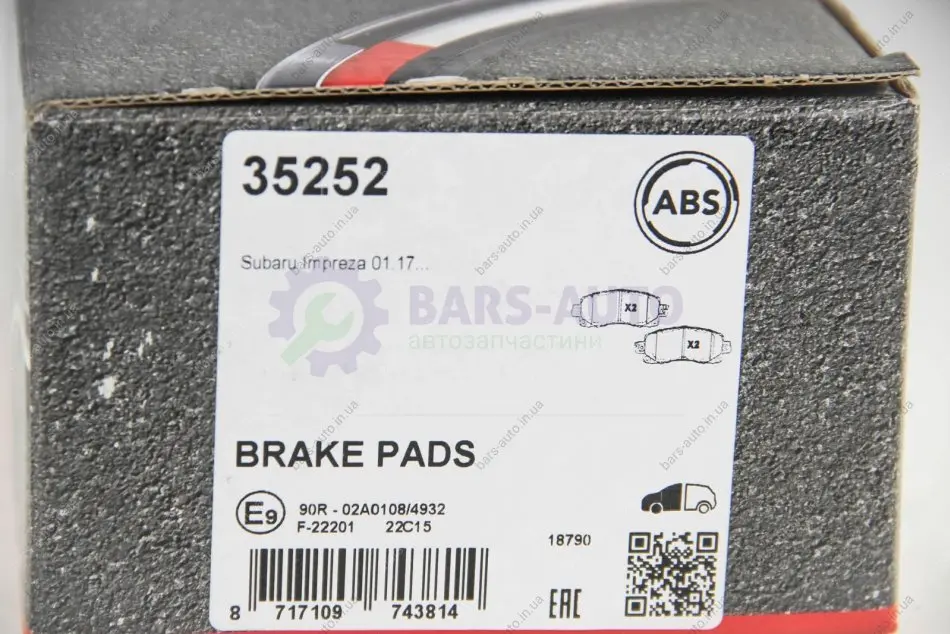 35252
ABS
Subaru Impreza 01.17...
BARS-AUTO
автозапчастини
X2
X2
BRAKE PADS
E9
90R - 02A0108/4932
F-22201 22C15
18790
8 717109 743814
EAC
bars-auto.in.ua